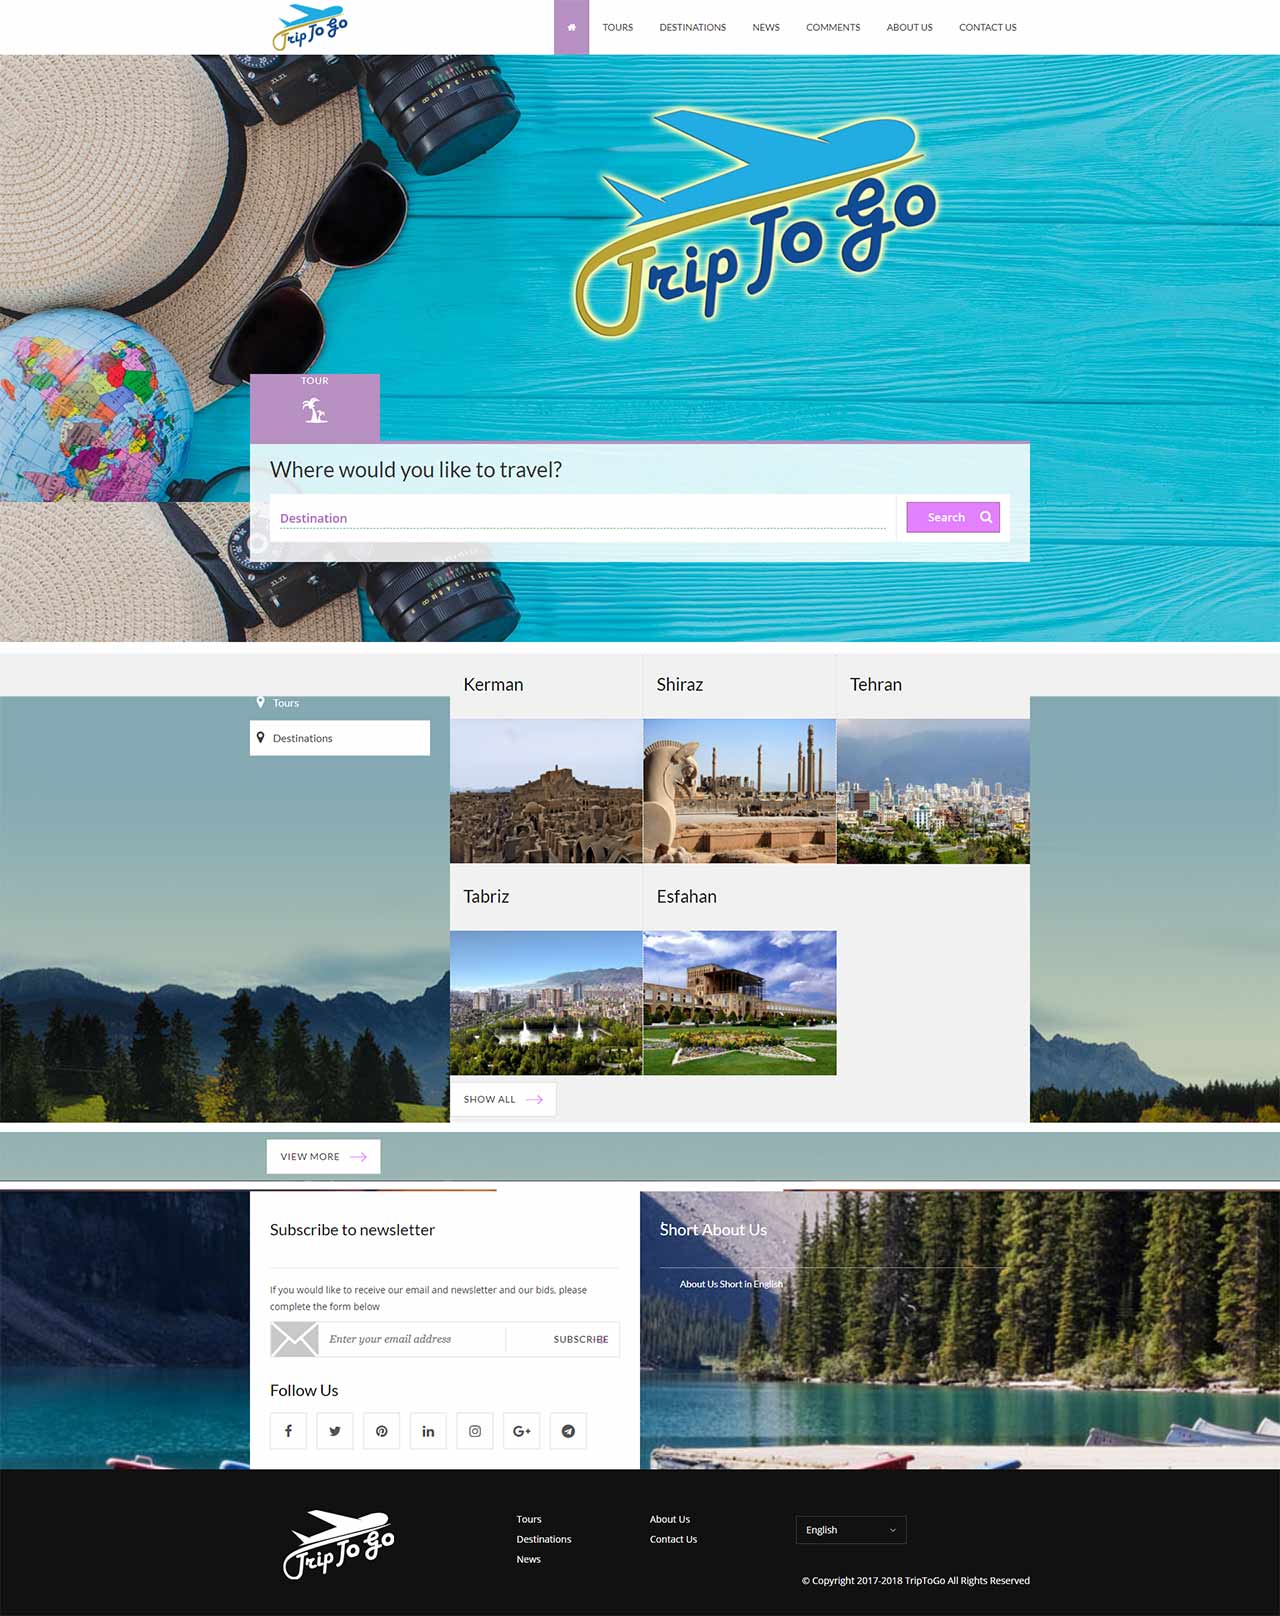 Trip To Go
TOURS
DESTINATIONS
NEWS
COMMENTS
ABOUT US
CONTACT US
Trip To Go
TOUR
Where would you like to travel?
Destination
Search
Tours
Destinations
Kerman
Shiraz
Tehran
Tabriz
Esfahan
SHOW ALL
VIEW MORE
Subscribe to newsletter
If you would like to receive our email and newsletter and our bids, please
complete the form below
Enter your email address
SUBSCRIBE
Follow Us
Short About Us
About Us Short in English
Trip To Go
Tours
Destinations
News
About Us
Contact Us
English
© Copyright 2017-2018 TripToGo All Rights Reserved